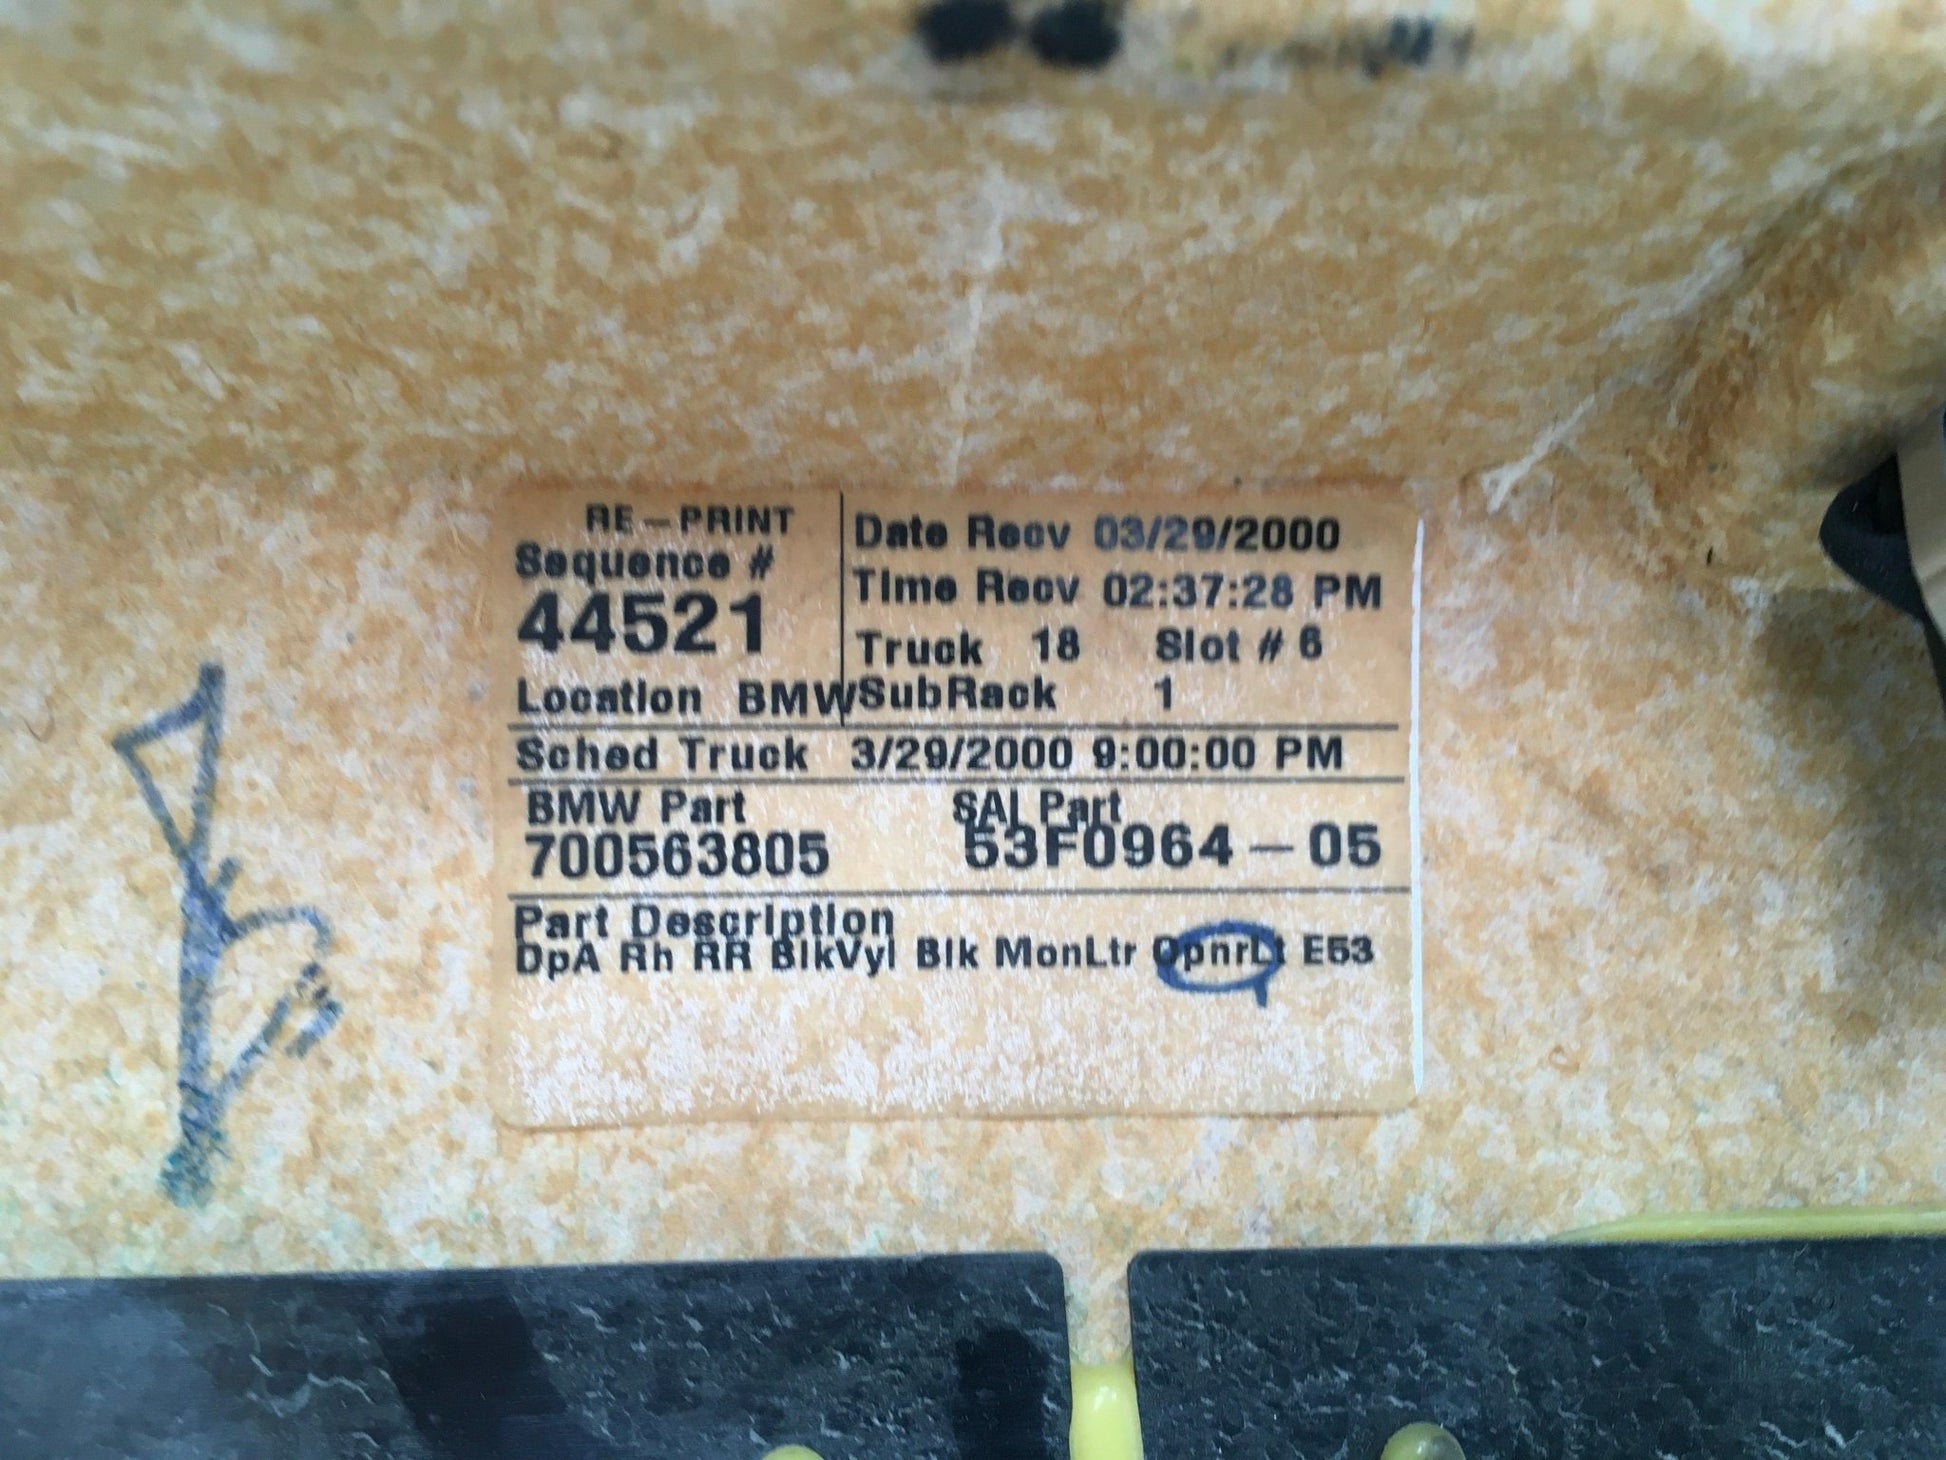 RE-PRINT
Sequence #
44521
Location BMW
Date Recv 03/29/2000
Time Recv 02:37:28 PM
Truck 18 Slot # 6
SubRack 1
Sched Truck 3/29/2000 9:00:00 PM
BMW Part SAI Part
700563805 53F0964-05
Part Description
DpA Rh RR BlkVyl Blk MonLtr OpnrLt E53